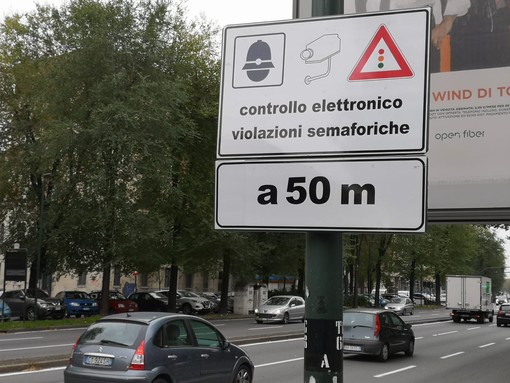 controllo elettronico
violazioni semaforiche
a 50 m
WIND DI TO
open fiber